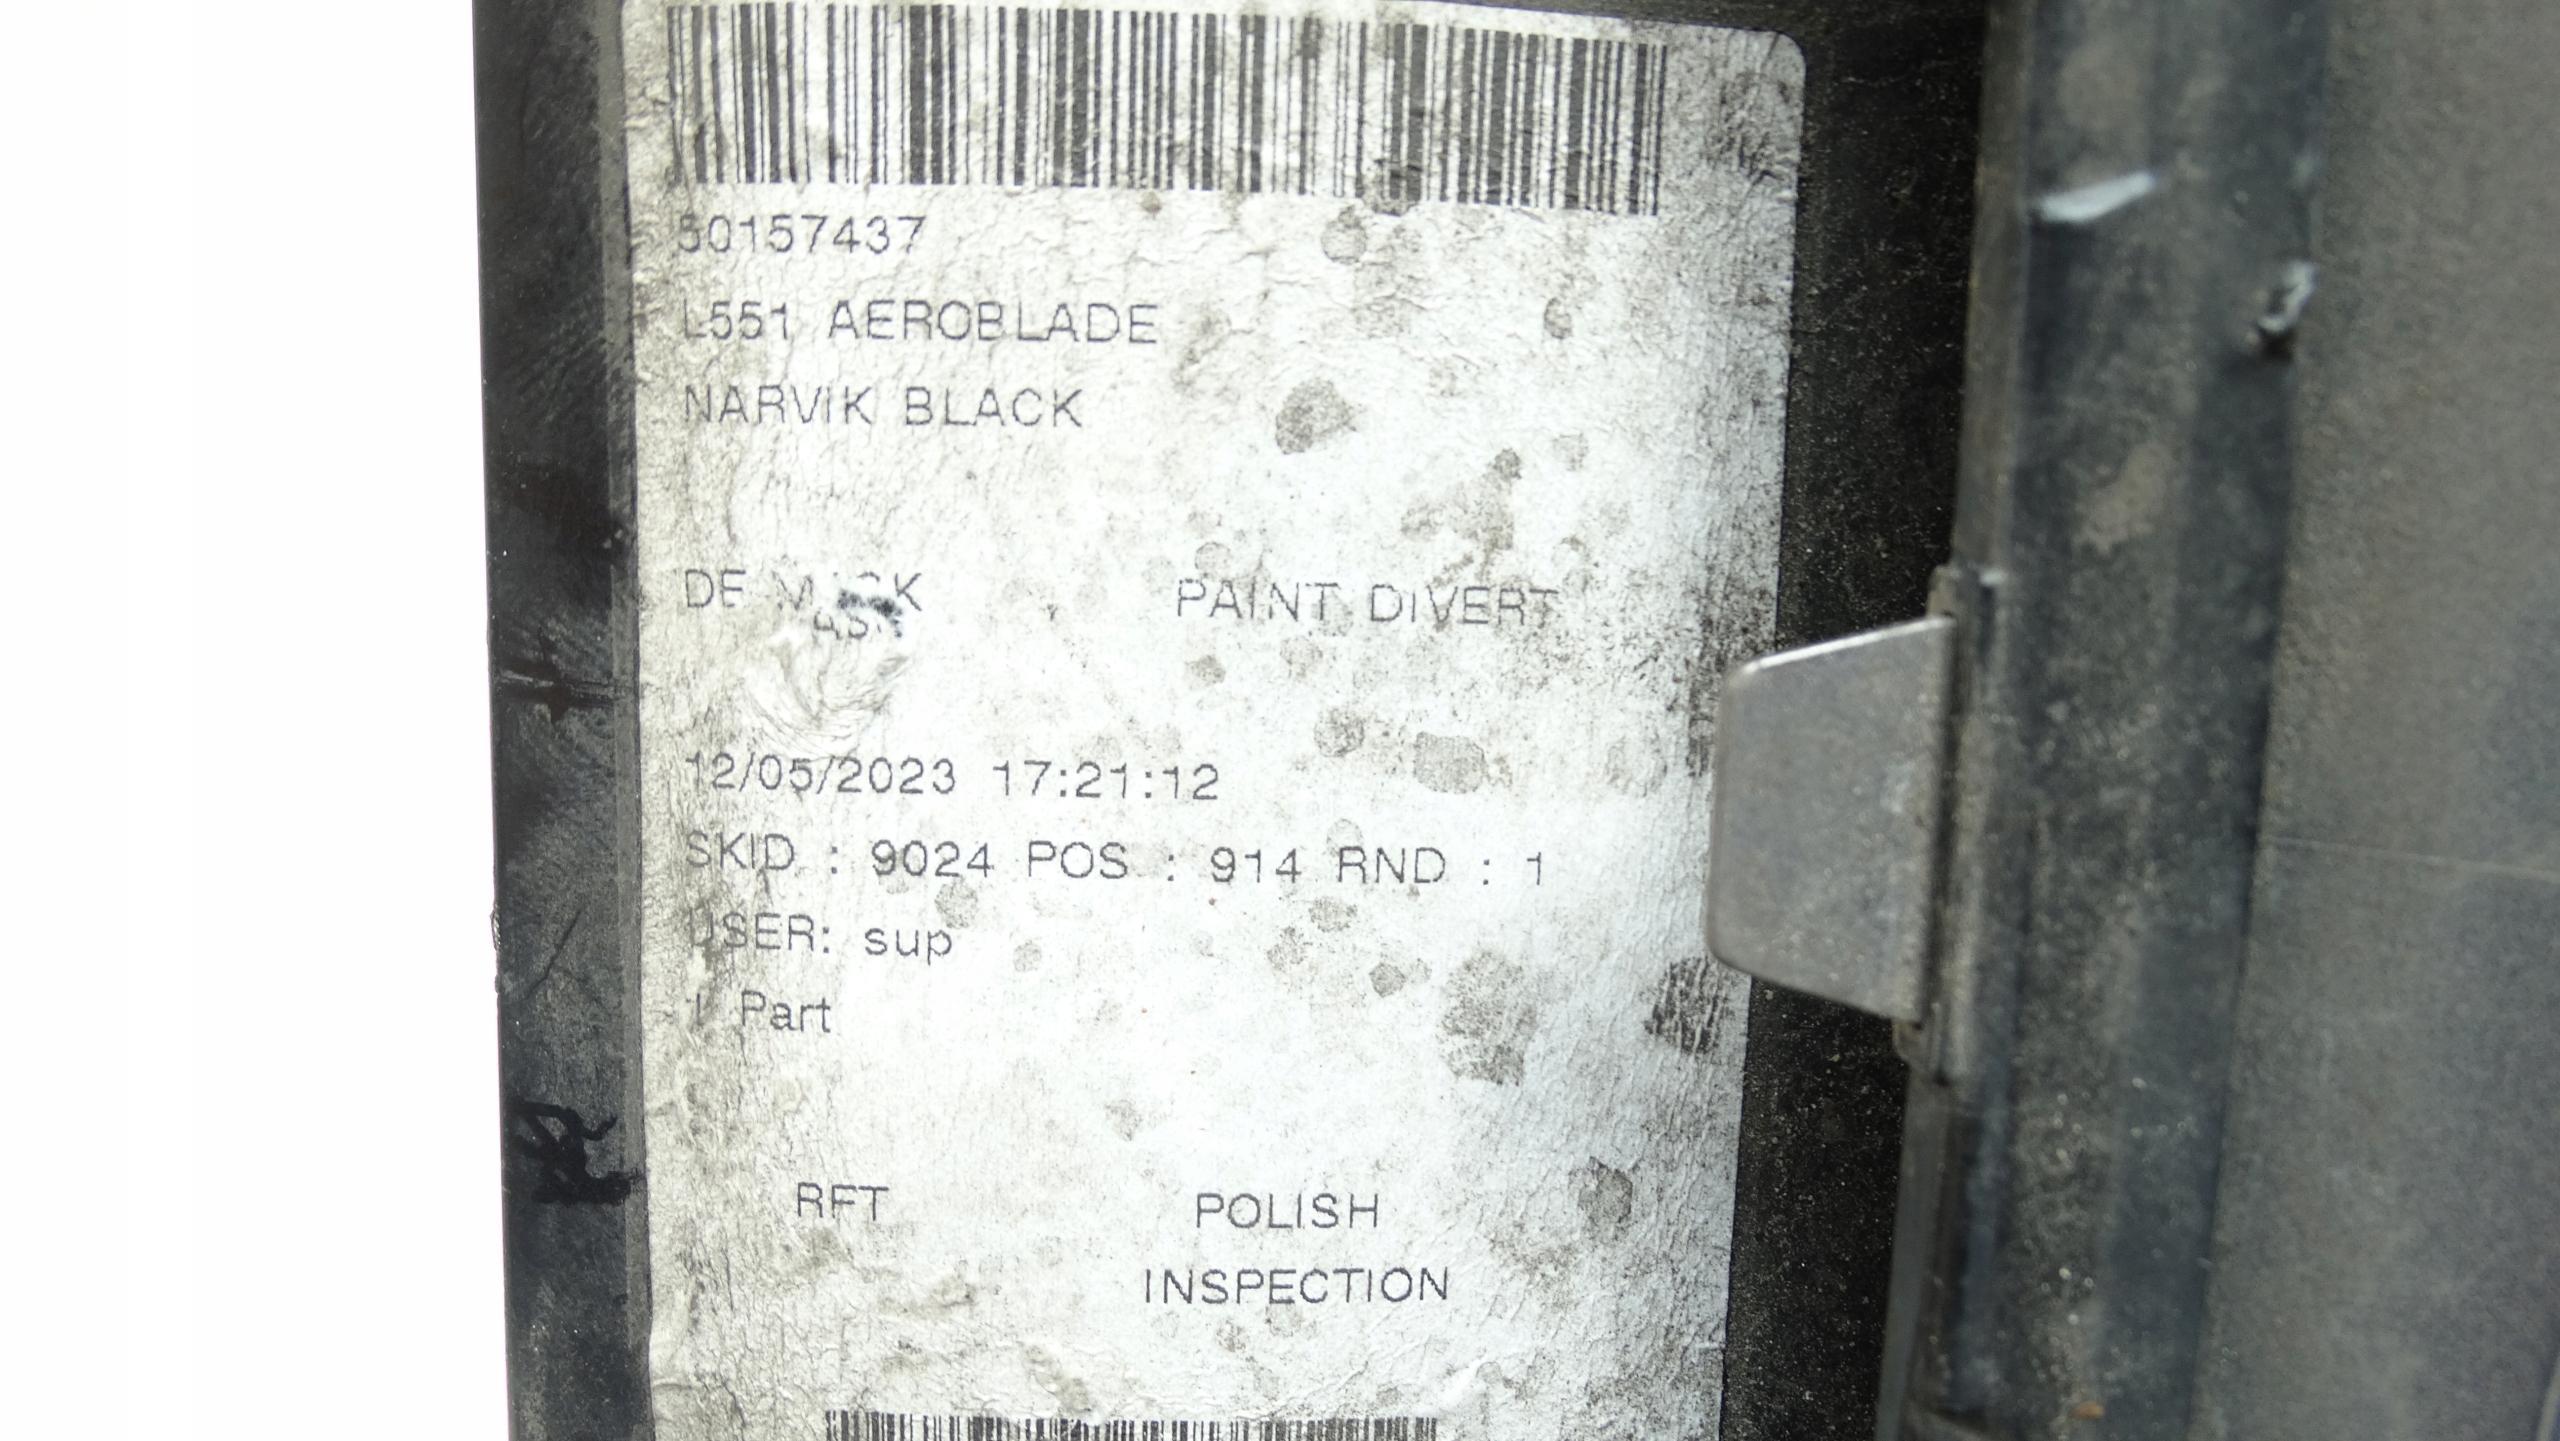 50157437
L551 AEROBLADE
NARVIK BLACK
PAINT DIVERT
12/05/2023 17:21:12
SKID : 9024 POS : 914 RND : 1
USER: sup
1 Part
RFT POLISH
INSPECTION